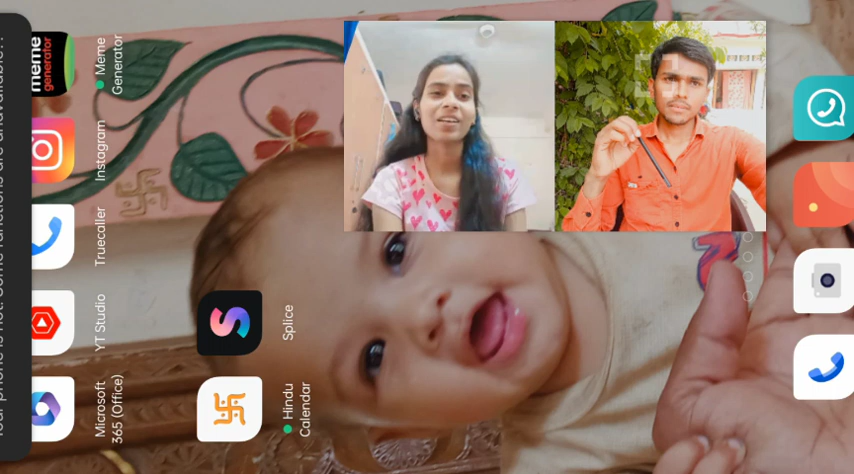 Your phone is hot. Some functions are unavailable.
meme
generator
Meme
Generator
Instagram
Truecaller
YT Studio
Microsoft
365 (Office)
Splice
Hindu
Calendar